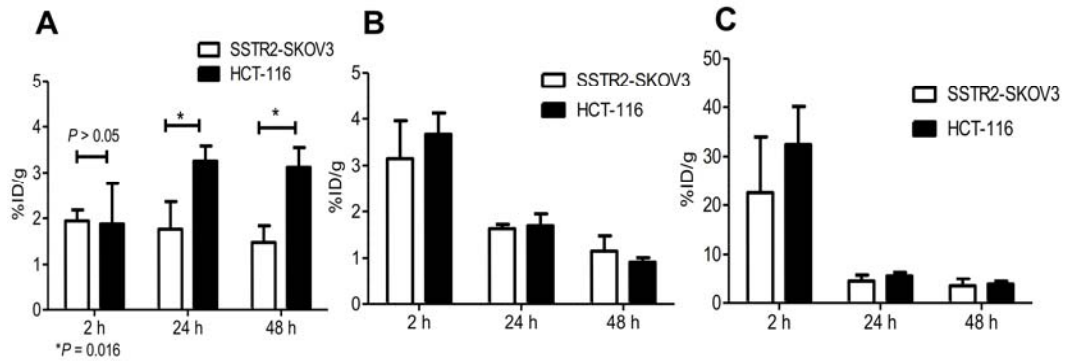 A
SSTR2-SKOV3
HCT-116
5
4
3
2
1
0
%ID/g
P > 0.05
*
*
2 h
24 h
48 h
*P = 0.016
B
SSTR2-SKOV3
HCT-116
5
4
3
2
1
0
%ID/g
2 h
24 h
48 h
C
SSTR2-SKOV3
HCT-116
50
40
30
20
10
0
%ID/g
2 h
24 h
48 h